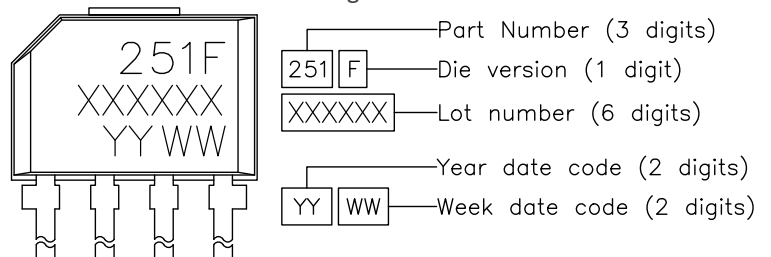 251F
XXXXXX
YY WW
Part Number (3 digits)
251 F Die version (1 digit)
XXXXXX Lot number (6 digits)
Year date code (2 digits)
YY WW Week date code (2 digits)